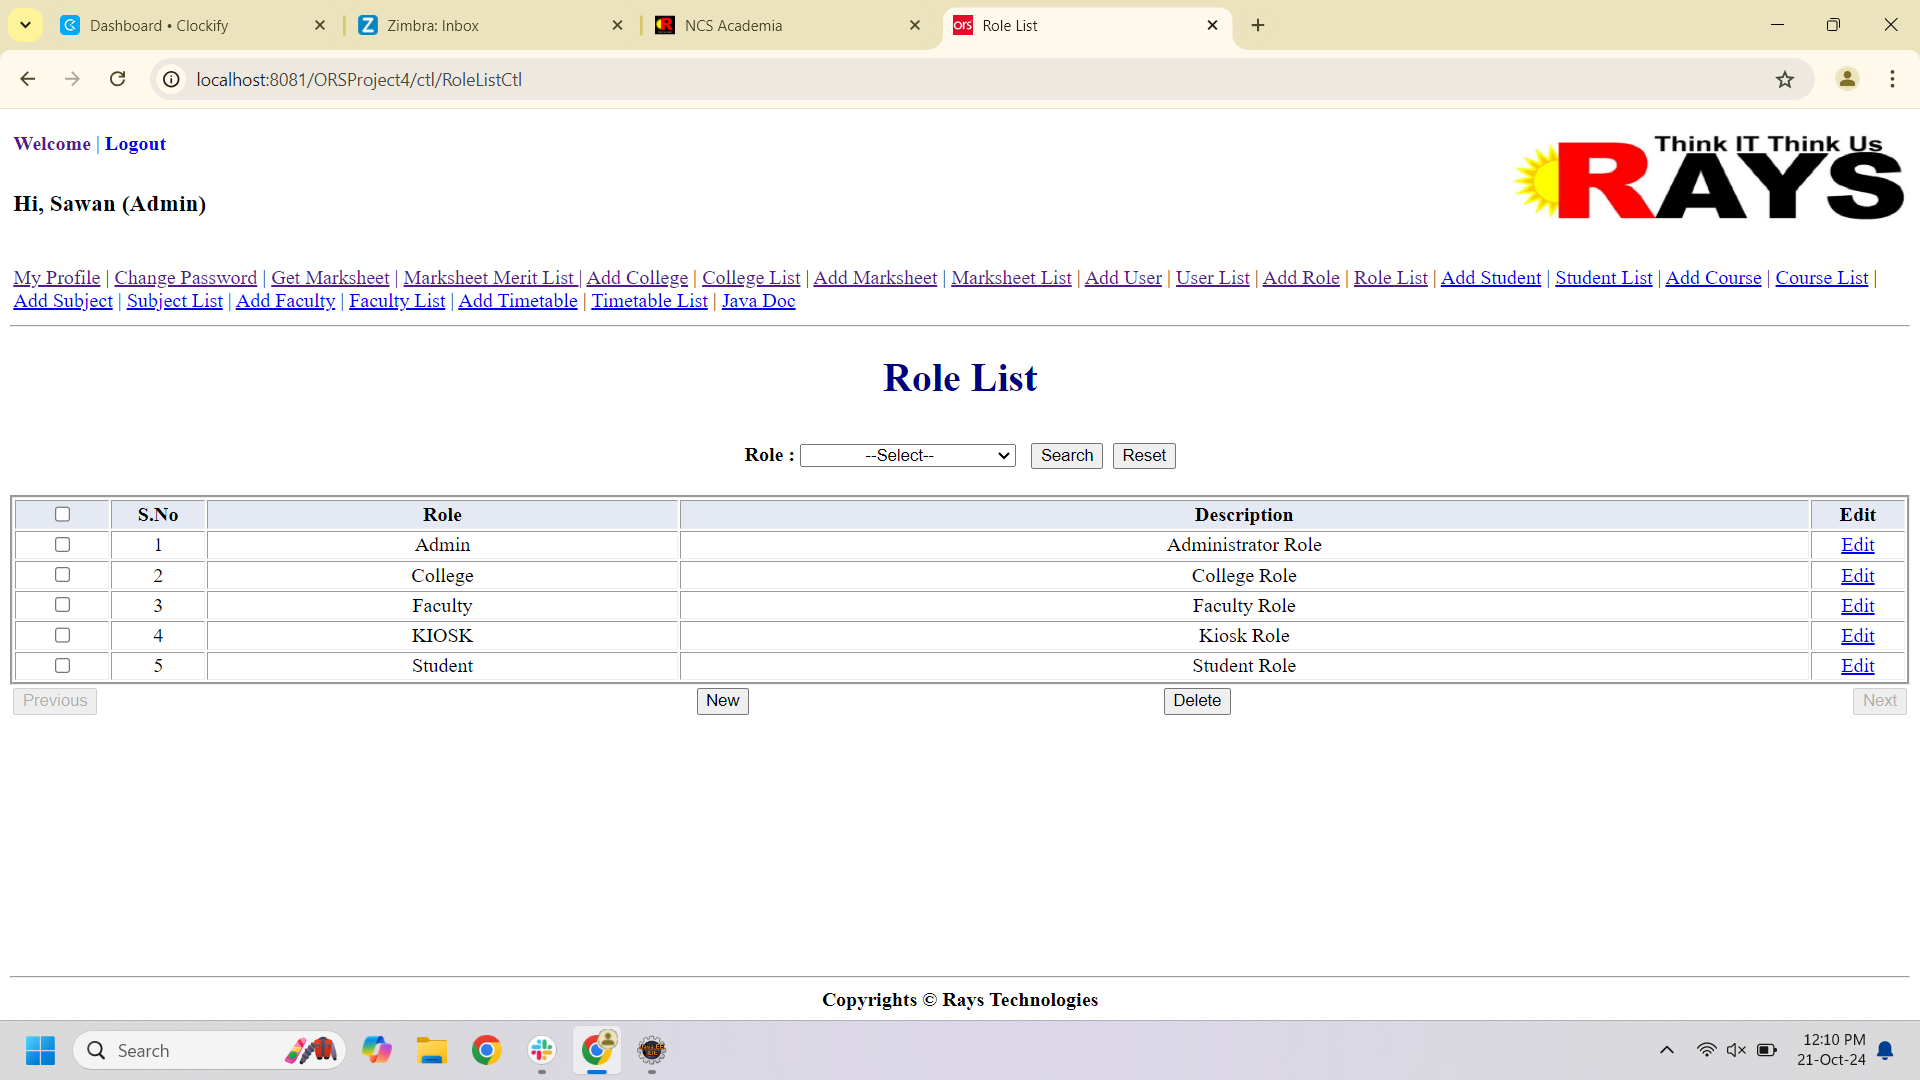 Dashboard • Clockify
Zimbra: Inbox
NCS Academia
ors Role List
localhost:8081/ORSProject4/ctl/RoleListCtl
Welcome | Logout
Think IT Think Us
RAYS
Hi, Sawan (Admin)
My Profile | Change Password | Get Marksheet | Marksheet Merit List | Add College | College List | Add Marksheet | Marksheet List | Add User | User List | Add Role | Role List | Add Student | Student List | Add Course | Course List |
Add Subject | Subject List | Add Faculty | Faculty List | Add Timetable | Timetable List | Java Doc
Role List
Role : --Select-- Search Reset
S.No Role Description Edit
1 Admin Administrator Role Edit
2 College College Role Edit
3 Faculty Faculty Role Edit
4 KIOSK Kiosk Role Edit
5 Student Student Role Edit
Previous New Delete Next
Copyrights © Rays Technologies
Search
12:10 PM
21-Oct-24